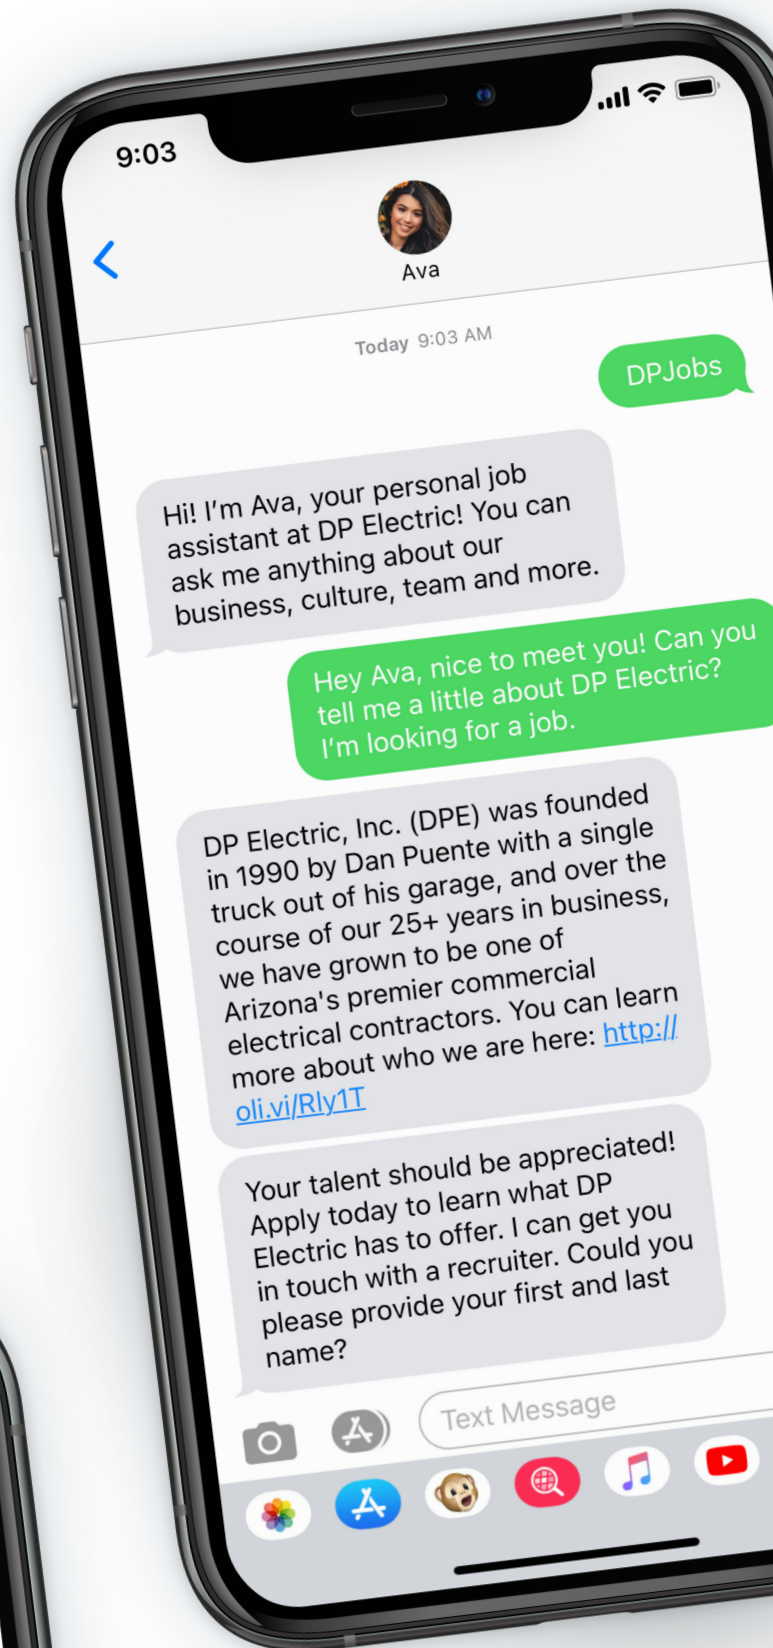 9:03
Ava
Today 9:03 AM
DPJobs
Hi! I'm Ava, your personal job
assistant at DP Electric! You can
ask me anything about our
business, culture, team and more.
Hey Ava, nice to meet you! Can you
tell me a little about DP Electric?
I'm looking for a job.
DP Electric, Inc. (DPE) was founded
in 1990 by Dan Puente with a single
truck out of his garage, and over the
course of our 25+ years in business,
we have grown to be one of
Arizona's premier commercial
electrical contractors. You can learn
more about who we are here: http://
oli.vi/Rly1T
Your talent should be appreciated!
Apply today to learn what DP
Electric has to offer. I can get you
in touch with a recruiter. Could you
please provide your first and last
name?
Text Message